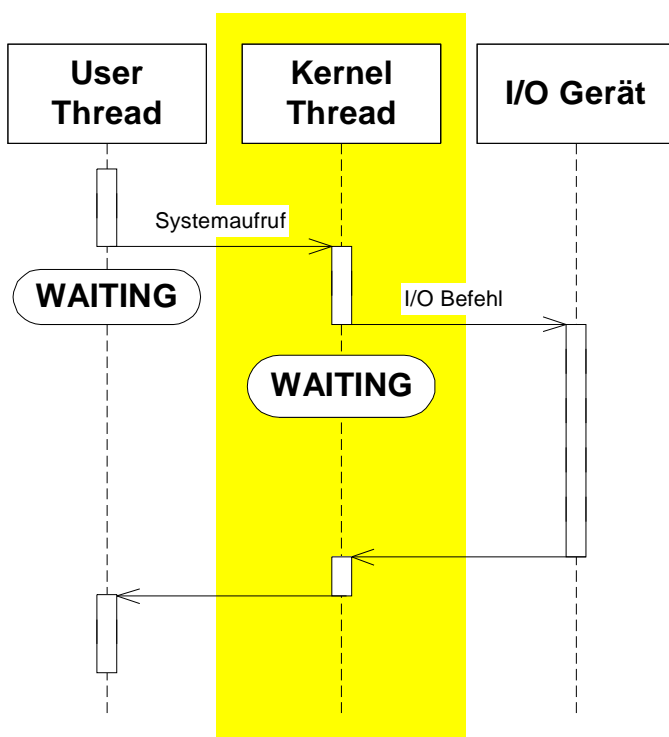 User
Thread
Kernel
Thread
I/O Gerät
Systemaufruf
WAITING
I/O Befehl
WAITING